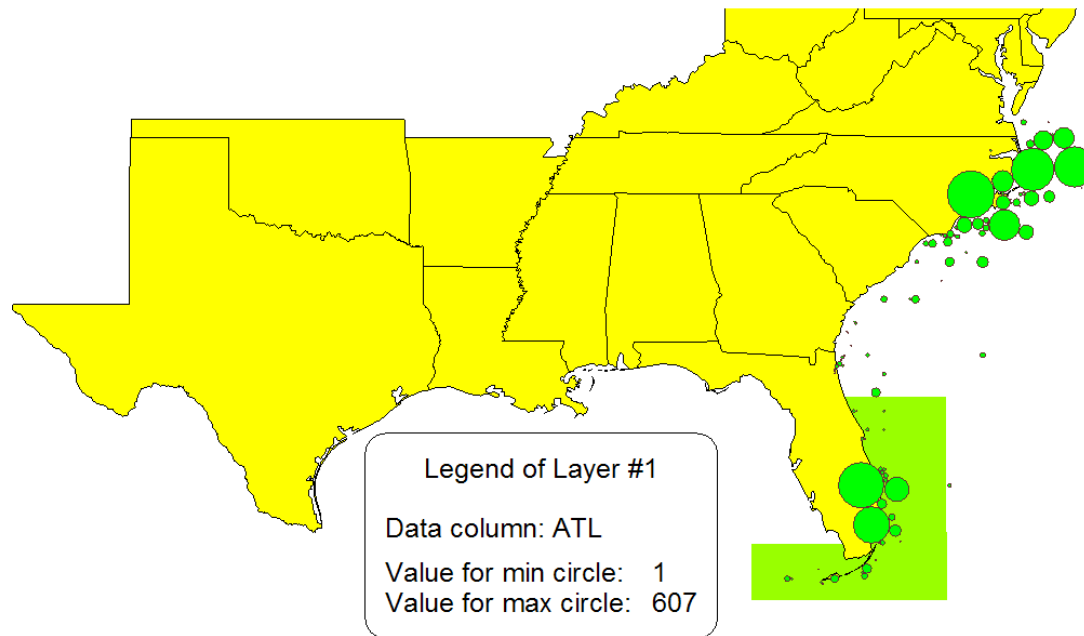 Legend of Layer #1
Data column: ATL
Value for min circle: 1
Value for max circle: 607